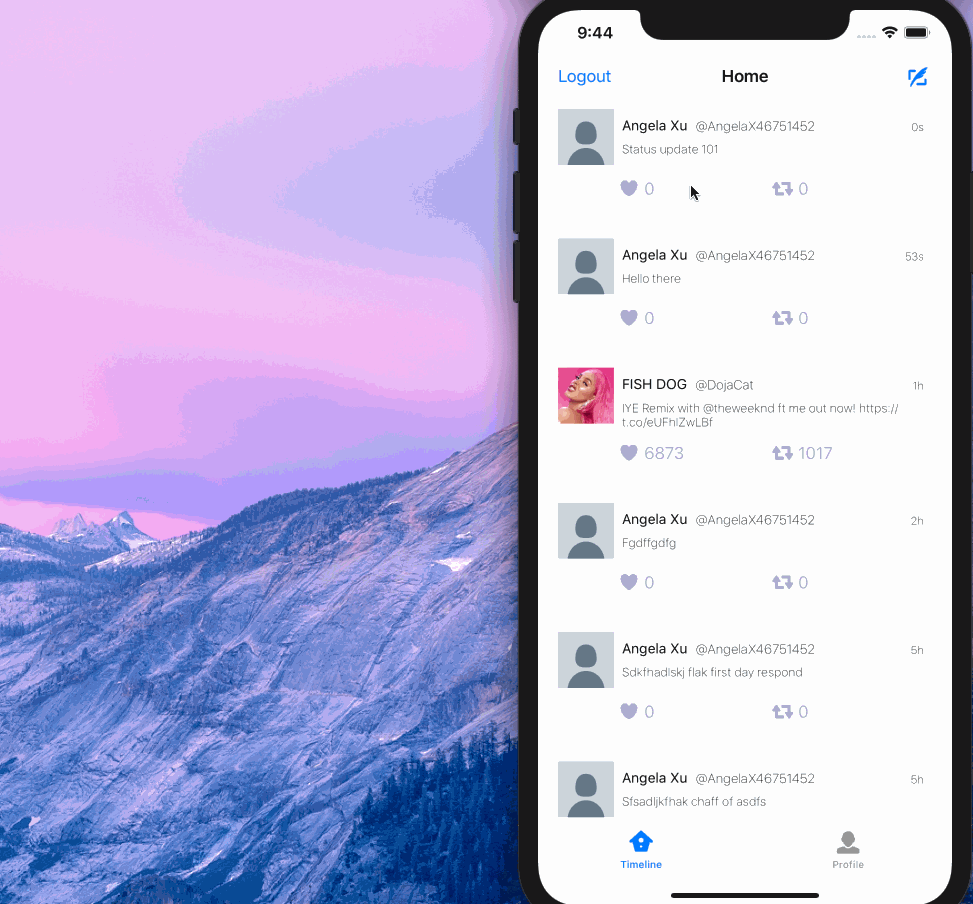 9:44
Logout
Home
Angela Xu @AngelaX46751452 0s
Status update 101
0 0
Angela Xu @AngelaX46751452 53s
Hello there
0 0
FISH DOG @DojaCat 1h
IYE Remix with @theweeknd ft me out now! https://
t.co/eUFhlZwLBf
6873 1017
Angela Xu @AngelaX46751452 2h
Fgdffgdfg
0 0
Angela Xu @AngelaX46751452 5h
Sdkfhadlskj flak first day respond
0 0
Angela Xu @AngelaX46751452 5h
Sfsadljkfhak chaff of asdfs
Timeline
Profile